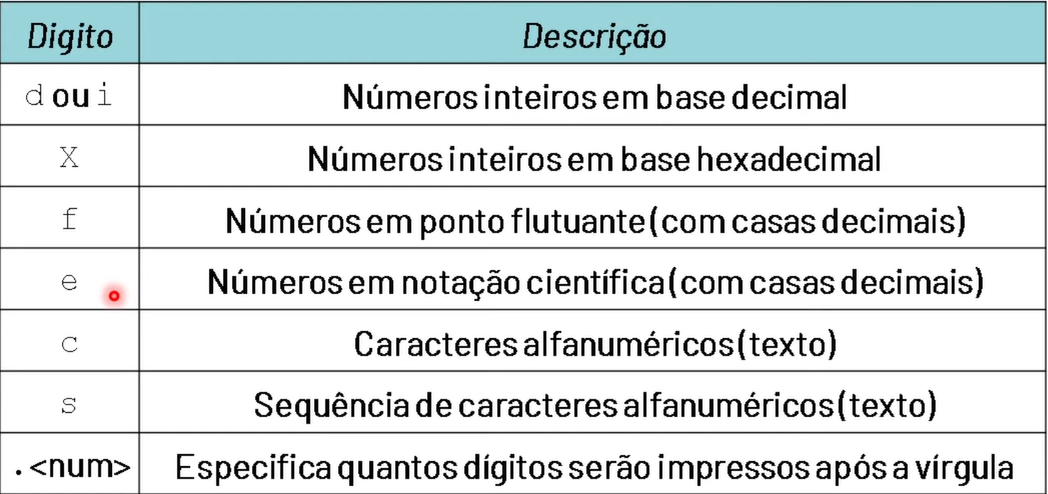 Digito Descrição
d ou i Números inteiros em base decimal
X Números inteiros em base hexadecimal
f Números em ponto flutuante (com casas decimais)
e Números em notação científica (com casas decimais)
c Caracteres alfanuméricos (texto)
s Sequência de caracteres alfanuméricos (texto)
.<num> Especifica quantos dígitos serão impressos após a vírgula